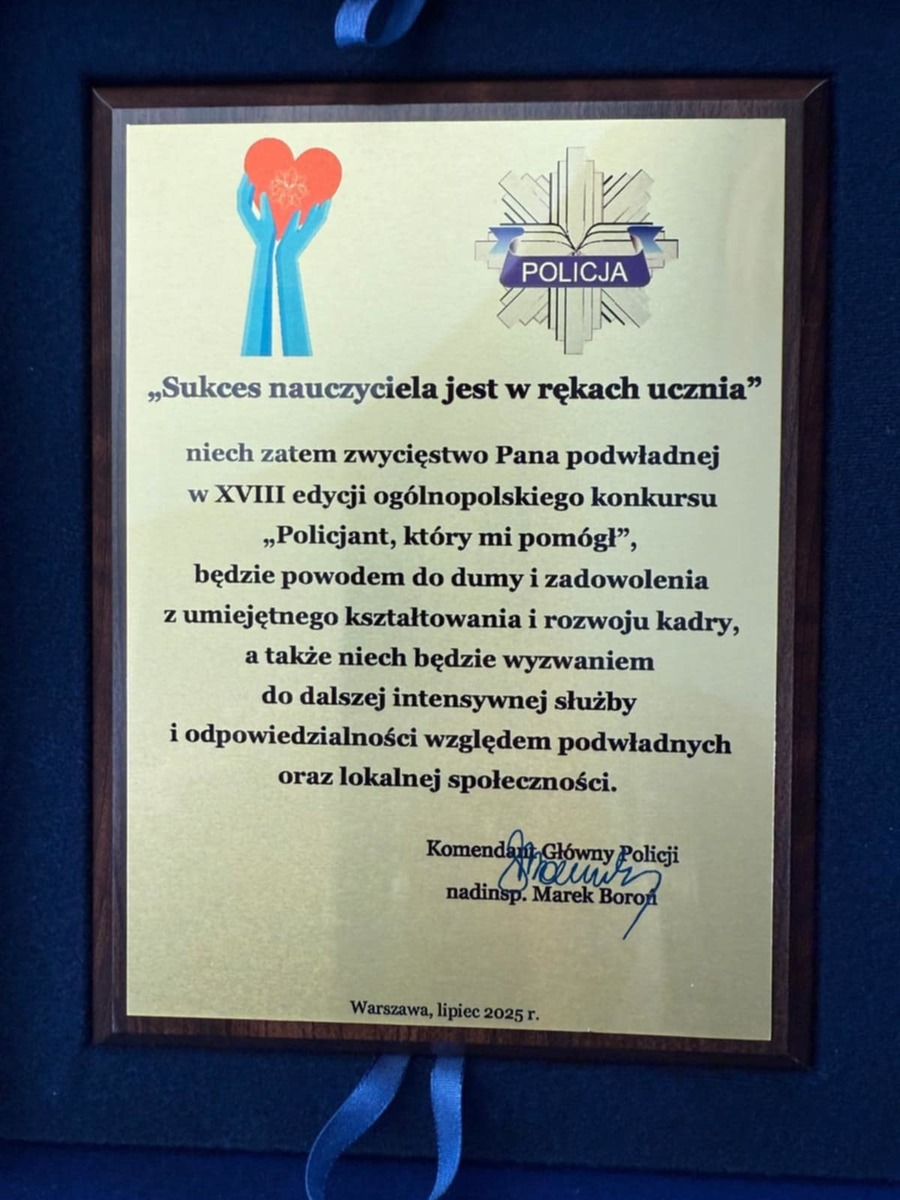 POLICJA
„Sukces nauczyciela jest w rękach ucznia”
niech zatem zwycięstwo Pana podwładnej
w XVIII edycji ogólnopolskiego konkursu
„Policjant, który mi pomógł”,
będzie powodem do dumy i zadowolenia
z umiejętnego kształtowania i rozwoju kadry,
a także niech będzie wyzwaniem
do dalszej intensywnej służby
i odpowiedzialności względem podwładnych
oraz lokalnej społeczności.
Komendant Główny Policji
nadinsp. Marek Boroń
Warszawa, lipiec 2025 r.